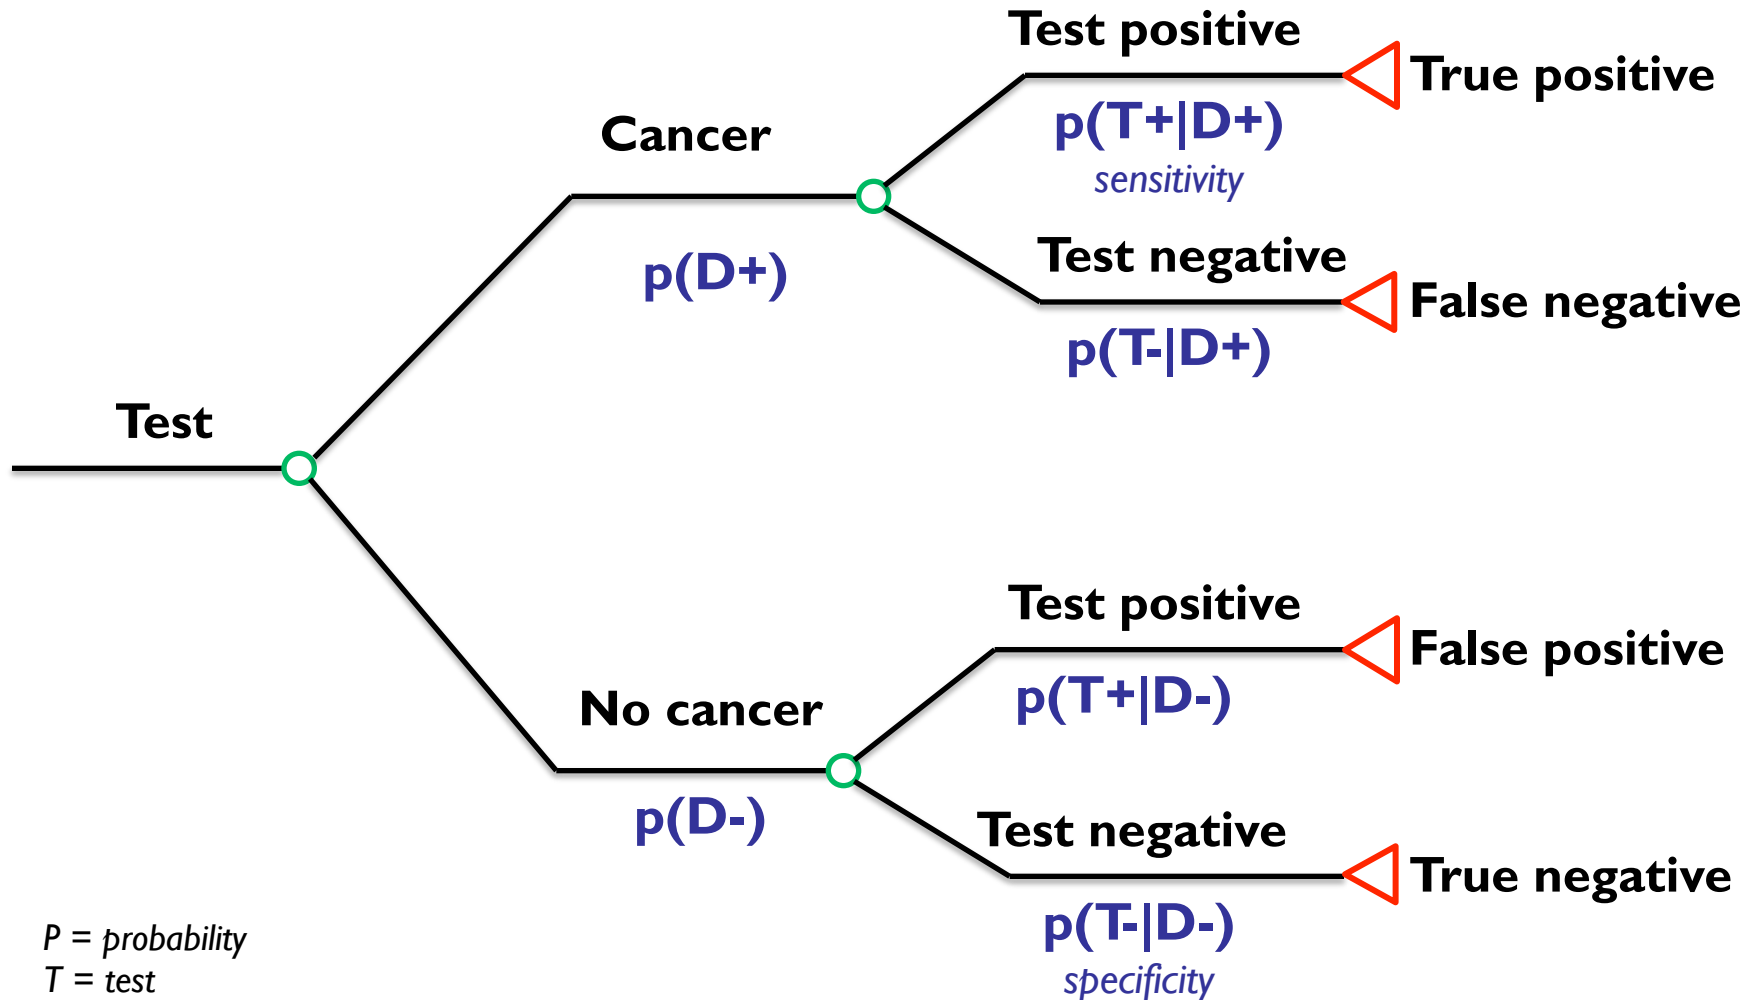 Test positive
True positive
p(T+|D+)
sensitivity
Cancer
p(D+)
Test negative
False negative
p(T-|D+)
Test
Test positive
False positive
p(T+|D-)
No cancer
p(D-)
Test negative
True negative
p(T-|D-)
specificity
P = probability
T = test